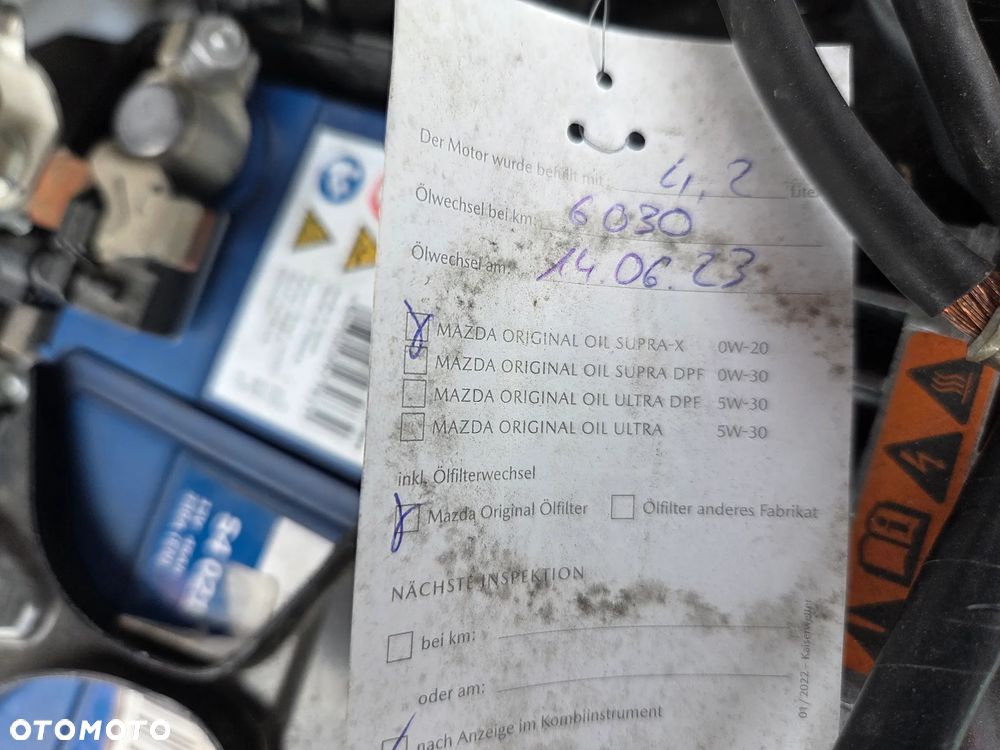 Der Motor wurde befüllt mit 4,2 Lite
Ölwechsel bei km: 6030
Ölwechsel am: 14.06.23
MAZDA ORIGINAL OIL SUPRA-X 0W-20
MAZDA ORIGINAL OIL SUPRA DPF 0W-30
MAZDA ORIGINAL OIL ULTRA DPF 5W-30
MAZDA ORIGINAL OIL ULTRA 5W-30
inkl. Ölfilterwechsel
Mazda Original Ölfilter Ölfilter anderes Fabrikat
NÄCHSTE INSPEKTION
bei km:
oder am:
nach Anzeige im Kombiinstrument
OTOMOTO